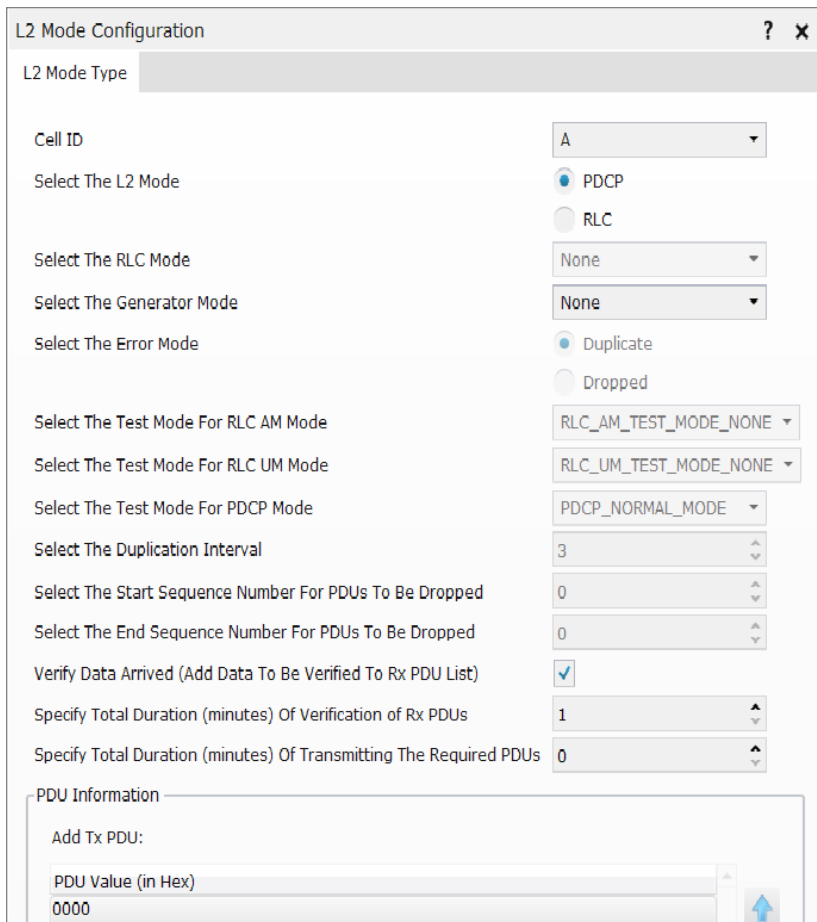 L2 Mode Configuration ? x
L2 Mode Type
Cell ID A
Select The L2 Mode PDCP
RLC
Select The RLC Mode None
Select The Generator Mode None
Select The Error Mode Duplicate
Dropped
Select The Test Mode For RLC AM Mode RLC_AM_TEST_MODE_NONE
Select The Test Mode For RLC UM Mode RLC_UM_TEST_MODE_NONE
Select The Test Mode For PDCP Mode PDCP_NORMAL_MODE
Select The Duplication Interval 3
Select The Start Sequence Number For PDUs To Be Dropped 0
Select The End Sequence Number For PDUs To Be Dropped 0
Verify Data Arrived (Add Data To Be Verified To Rx PDU List)
Specify Total Duration (minutes) Of Verification of Rx PDUs 1
Specify Total Duration (minutes) Of Transmitting The Required PDUs 0
PDU Information
Add Tx PDU:
PDU Value (in Hex)
0000